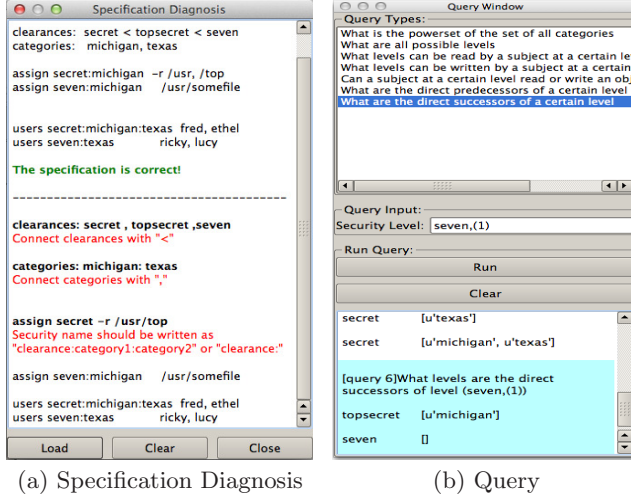 Specification Diagnosis
clearances: secret < topsecret < seven
categories: michigan, texas
assign secret:michigan -r /usr, /top
assign seven:michigan /usr/somefile
users secret:michigan:texas fred, ethel
users seven:texas ricky, lucy
The specification is correct!
----------------------------------------
clearances: secret , topsecret ,seven
Connect clearances with "<"
categories: michigan: texas
Connect categories with ","
assign secret -r /usr/top
Security name should be written as
"clearance:category1:category2" or "clearance:"
assign seven:michigan /usr/somefile
users secret:michigan:texas fred, ethel
users seven:texas ricky, lucy
Load Clear Close
(a) Specification Diagnosis
Query Window
Query Types:
What is the powerset of the set of all categories
What are all possible levels
What levels can be read by a subject at a certain le
What levels can be written by a subject at a certain
Can a subject at a certain level read or write an obj
What are the direct predecessors of a certain level
What are the direct successors of a certain level
Query Input:
Security Level: seven,(1)
Run Query:
Run
Clear
secret [u'texas']
secret [u'michigan', u'texas']
[query 6]What levels are the direct
successors of level (seven,(1))
topsecret [u'michigan']
seven []
(b) Query